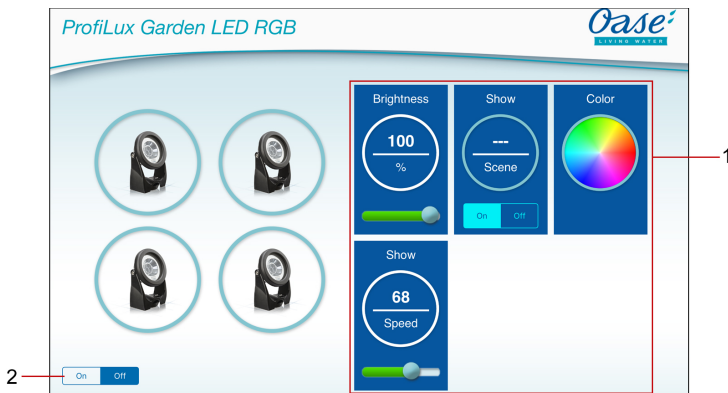 ProfiLux Garden LED RGB
Oase
LIVING WATER
Brightness
100
%
Show
---
Scene
On Off
Color
1
Show
68
Speed
2
On Off